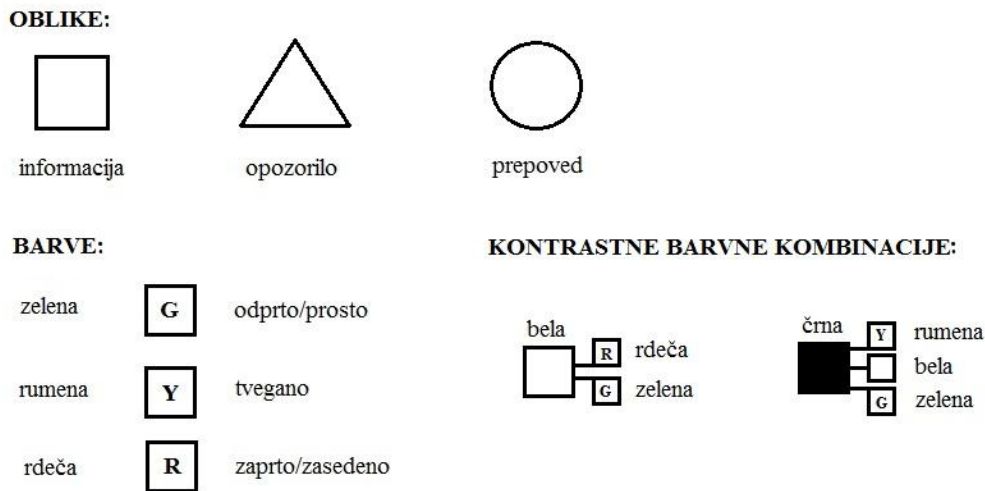 OBLIKE:
informacija
opozorilo
prepoved
BARVE:
zelena G odprto/prosto
rumena Y tvegano
rdeča R zaprto/zasedeno
KONTRASTNE BARVNE KOMBINACIJE:
bela
R rdeča
G zelena
črna
Y rumena
bela
G zelena